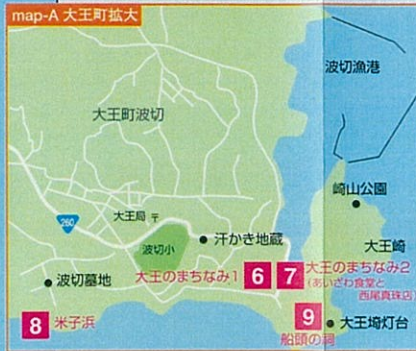 map-A 大王町拡大
波切漁港
大王町波切
崎山公園
260
大王局
波切小
汗かき地蔵
大王崎
大王のまちなみ1 6
7 大王のまちなみ2
(あいざわ食堂と
西尾真珠店)
波切墓地
8 米子浜
9
船頭の祠
大王埼灯台